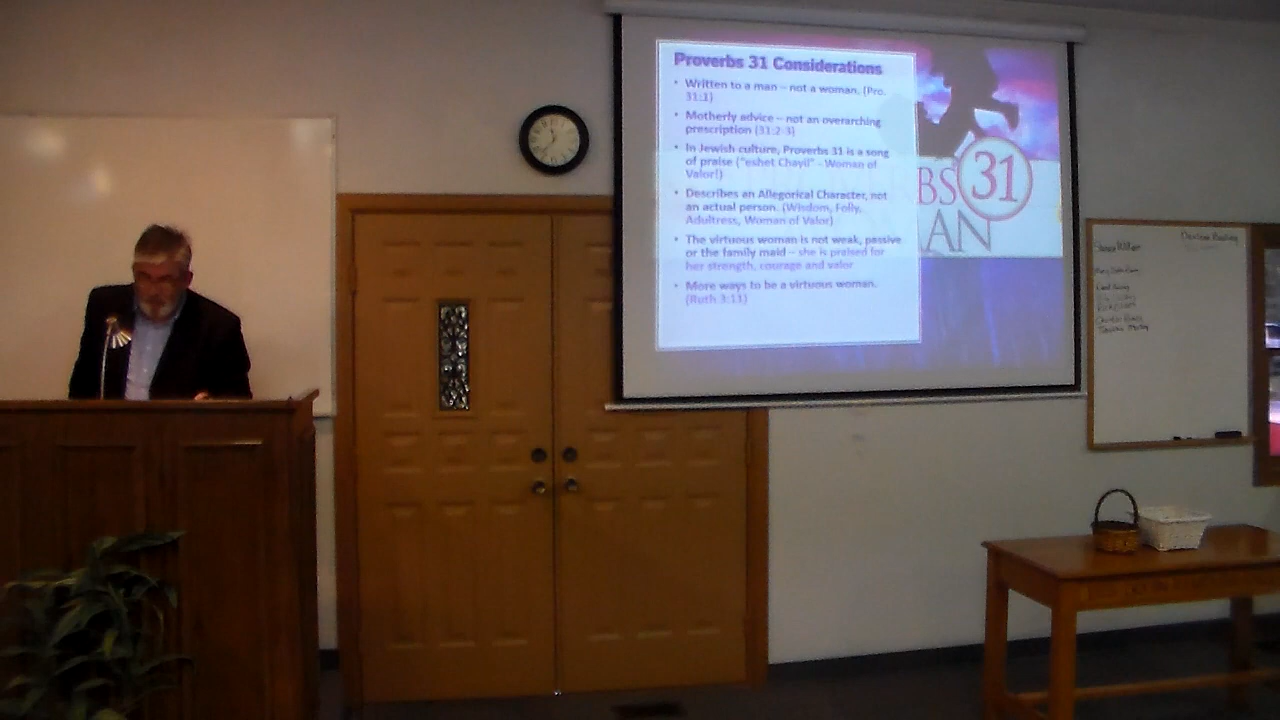 Proverbs 31 Considerations
• Written to a man – not a woman. (Pro.
31:1)
• Motherly advice – not an overarching
prescription (31:2-3)
• In Jewish culture, Proverbs 31 is a song
of praise ("eshet Chayil" - Woman of
Valor!)
• Describes an Allegorical Character, not
an actual person. (Wisdom, Folly,
Adultress, Woman of Valor)
• The virtuous woman is not weak, passive
or the family maid – she is praised for
her strength, courage and valor
• More ways to be a virtuous woman.
(Ruth 3:11)
BS 31
AN